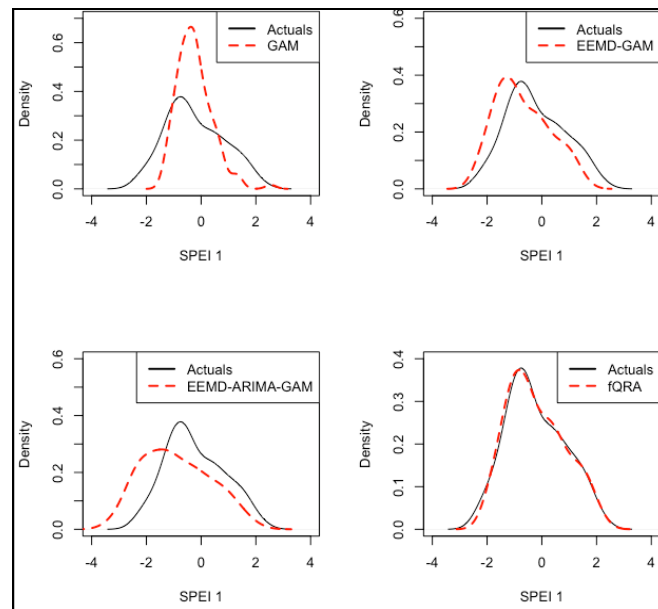 Actuals
GAM
Density
0.0 0.2 0.4 0.6
-4 -2 0 2 4
SPEI 1
Actuals
EEMD-GAM
Density
0.0 0.2 0.4 0.6
-4 -2 0 2 4
SPEI 1
Actuals
EEMD-ARIMA-GAM
Density
0.0 0.2 0.4 0.6
-4 -2 0 2 4
SPEI 1
Actuals
fQRA
Density
0.0 0.1 0.2 0.3 0.4
-4 -2 0 2 4
SPEI 1